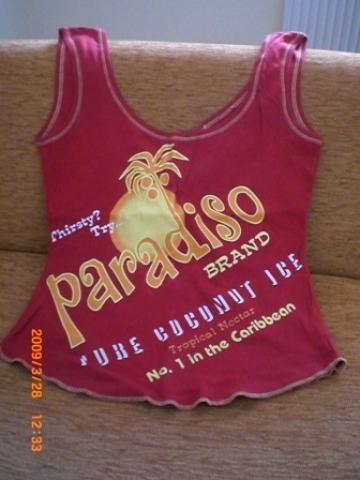 Thirsty?
Try...
paradiso
BRAND
PURE COCONUT ICE
Tropical Nectar
No. 1 in the Caribbean
2009/3/28 12:33